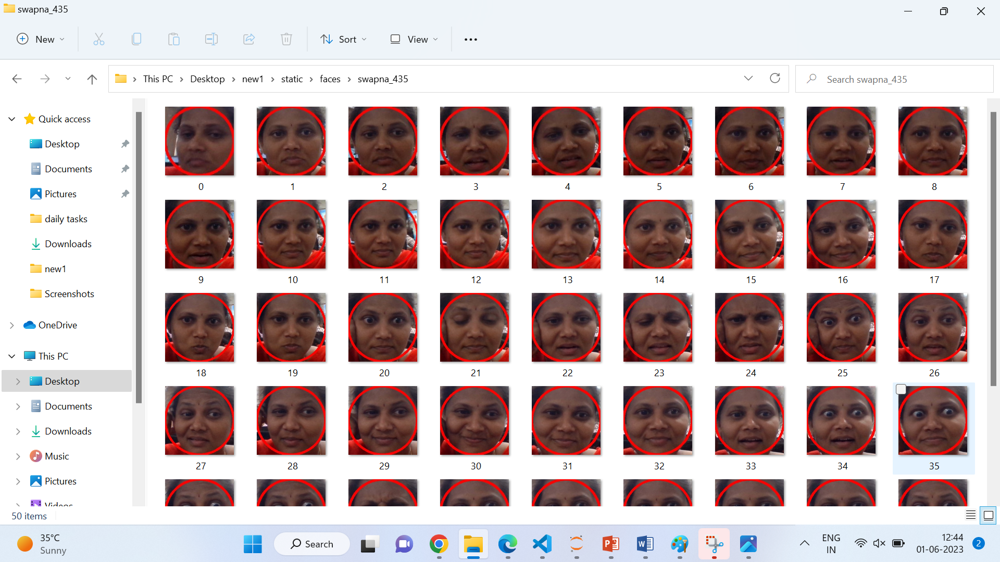 swapna_435
New
Sort
View
This PC
Desktop
new1
static
faces
swapna_435
Search swapna_435
Quick access
Desktop
Documents
Pictures
daily tasks
Downloads
new1
Screenshots
OneDrive
This PC
Desktop
Documents
Downloads
Music
Pictures
Videos
0 1 2 3 4 5 6 7 8
9 10 11 12 13 14 15 16 17
18 19 20 21 22 23 24 25 26
27 28 29 30 31 32 33 34 35
50 items
35°C
Sunny
Search
P
W
ENG
IN
12:44
01-06-2023
2